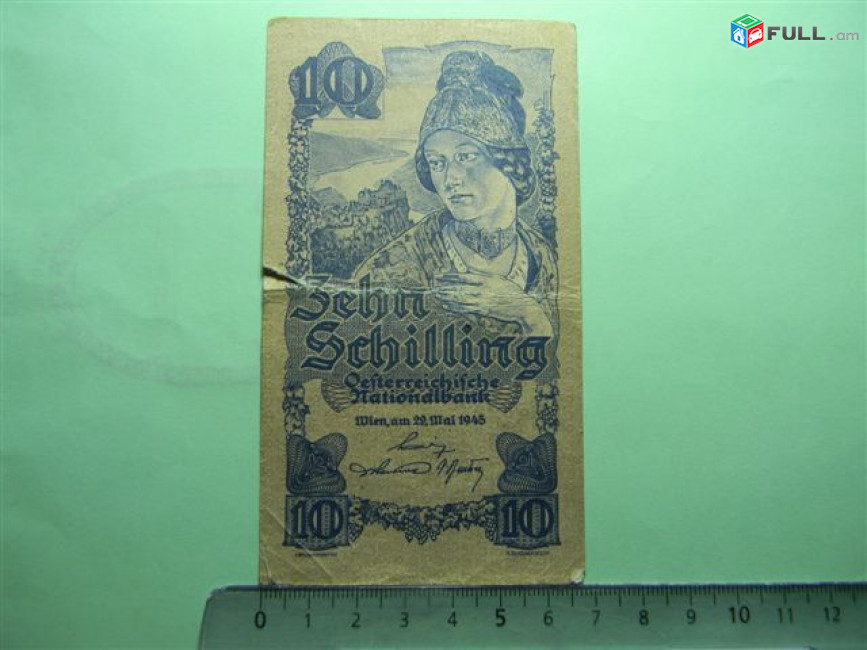 FULL.am
10
Zehn
Schilling
Oesterreichische
Nationalbank
Wien, am 29. Mai 1945
10 10
0 1 2 3 4 5 6 7 8 9 10 11 12